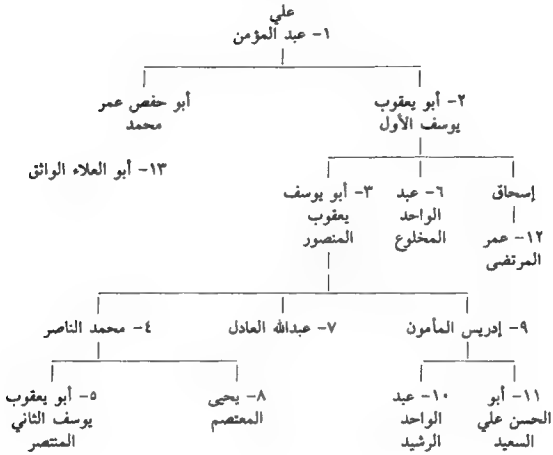 علي
١- عبد المؤمن
٢- أبو يعقوب
يوسف الأول
أبو حفص عمر
محمد
١٣- أبو العلاء الواثق
إسحاق
١٢- عمر
المرتضى
٦- عبد
الواحد
المخلوع
٣- أبو يوسف
يعقوب
المنصور
٩- إدريس المأمون
٧- عبدالله العادل
٤- محمد الناصر
١١- أبو
الحسن علي
السعيد
١٠- عبد
الواحد
الرشيد
٨- يحيى
المعتصم
٥- أبو يعقوب
يوسف الثاني
المنتصر